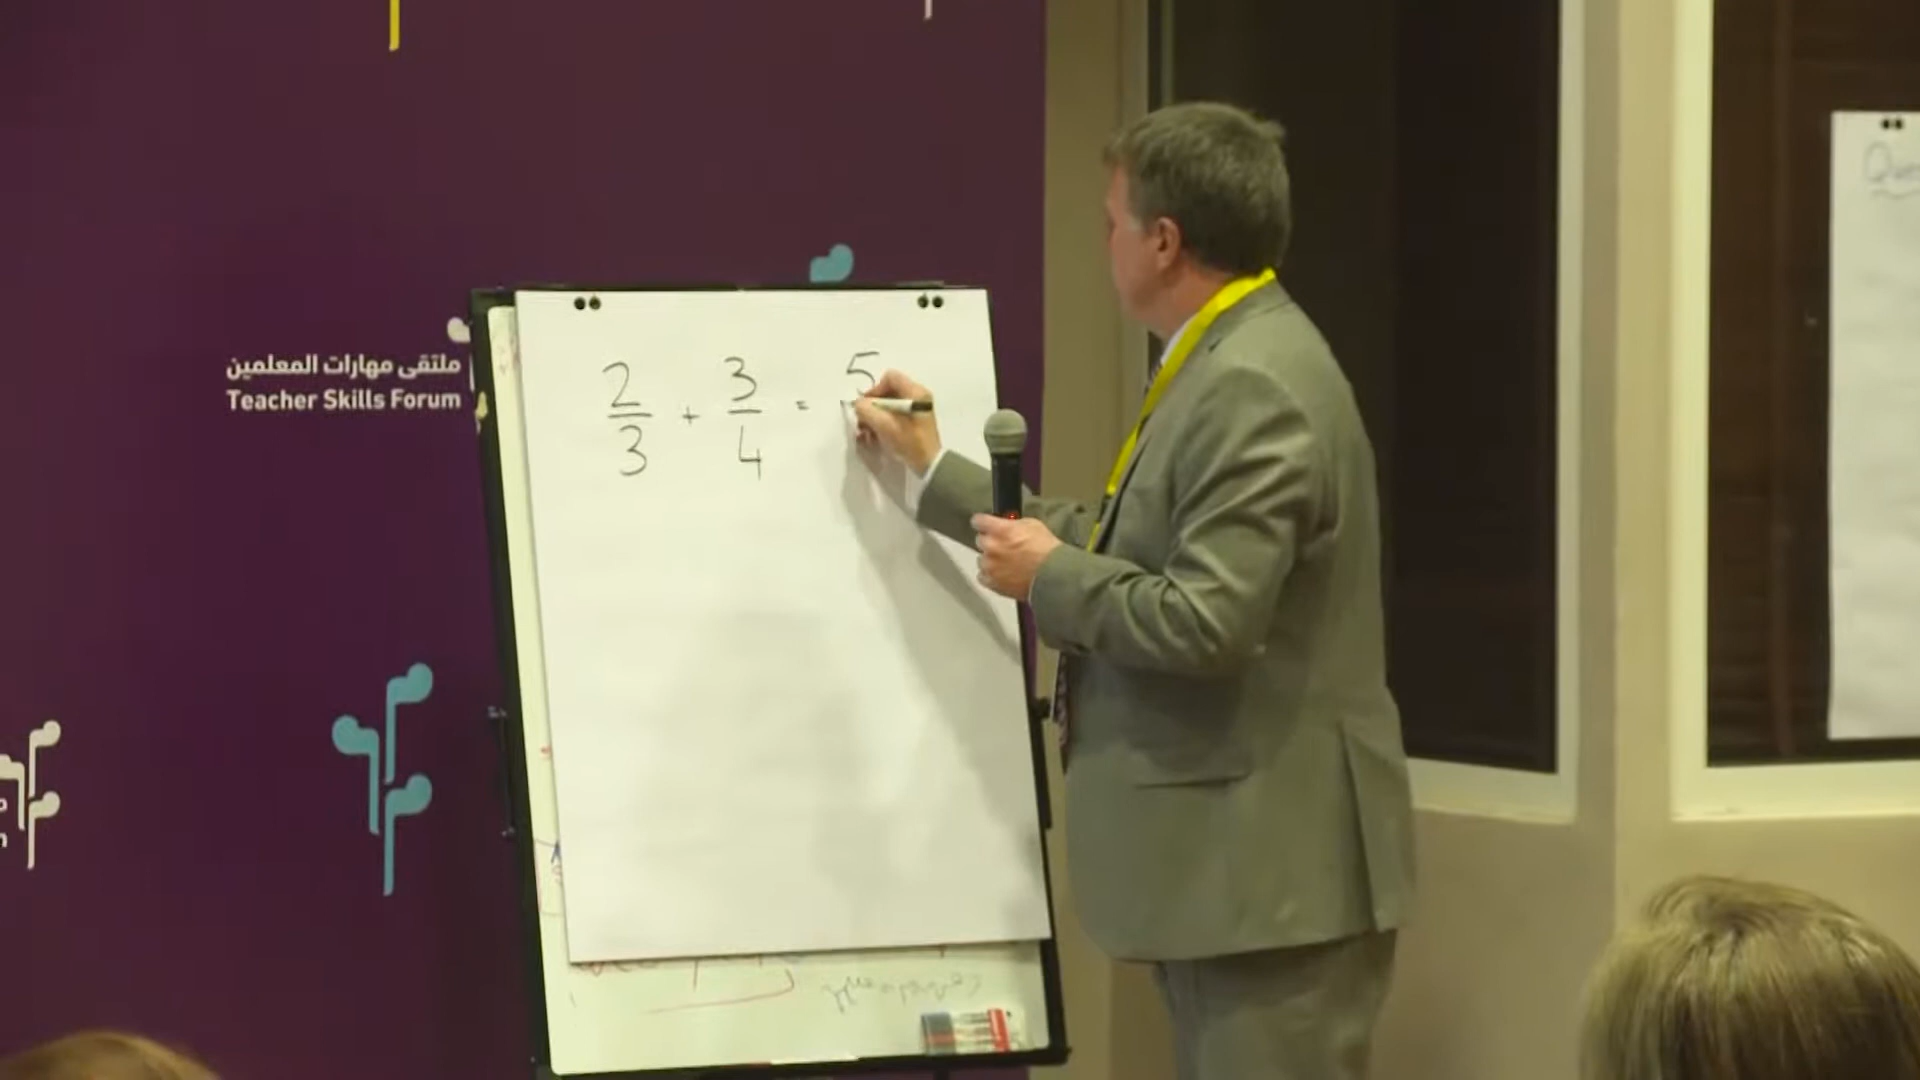 ملتقى مهارات المعلمين
Teacher Skills Forum
2/3 + 3/4 = 5